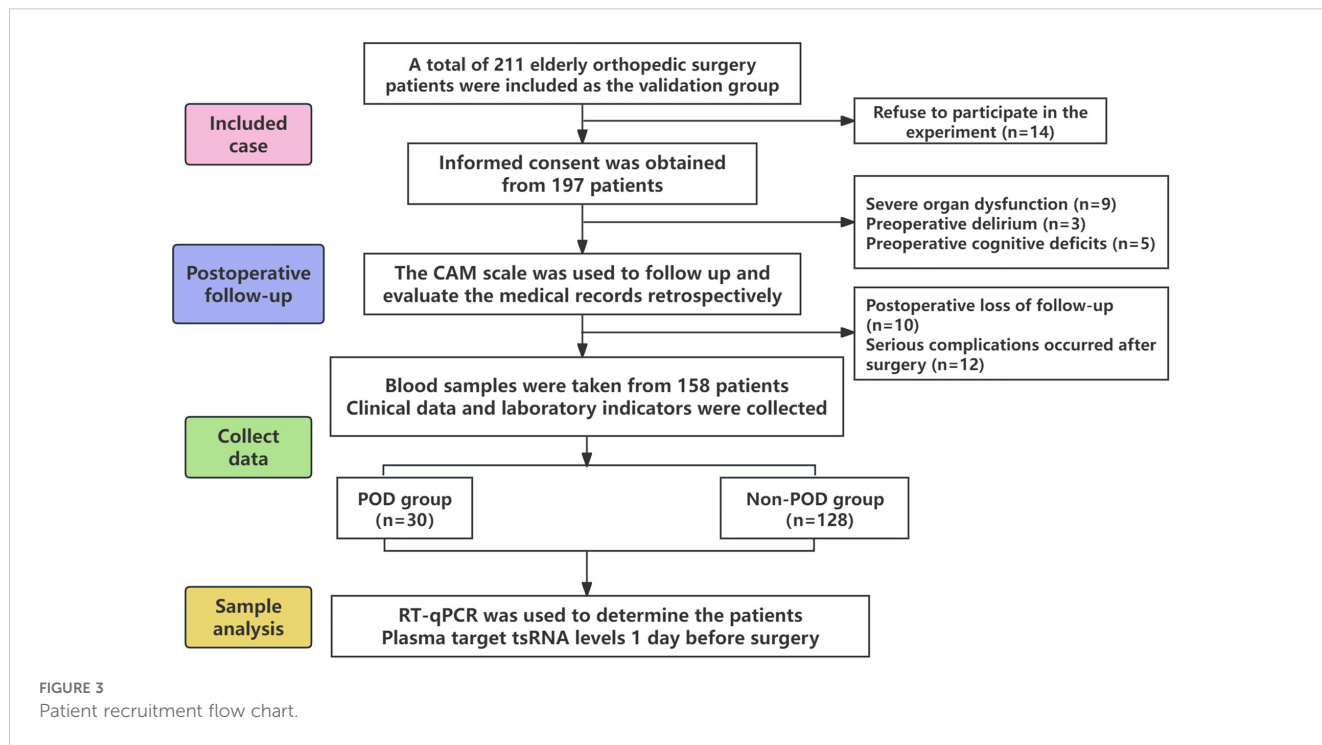 A total of 211 elderly orthopedic surgery
patients were included as the validation group
Included
case
Refuse to participate in the
experiment (n=14)
Informed consent was obtained
from 197 patients
Severe organ dysfunction (n=9)
Preoperative delirium (n=3)
Preoperative cognitive deficits (n=5)
Postoperative
follow-up
The CAM scale was used to follow up and
evaluate the medical records retrospectively
Postoperative loss of follow-up
(n=10)
Serious complications occurred after
surgery (n=12)
Blood samples were taken from 158 patients
Clinical data and laboratory indicators were collected
Collect
data
POD group
(n=30)
Non-POD group
(n=128)
Sample
analysis
RT-qPCR was used to determine the patients
Plasma target tsRNA levels 1 day before surgery
FIGURE 3
Patient recruitment flow chart.